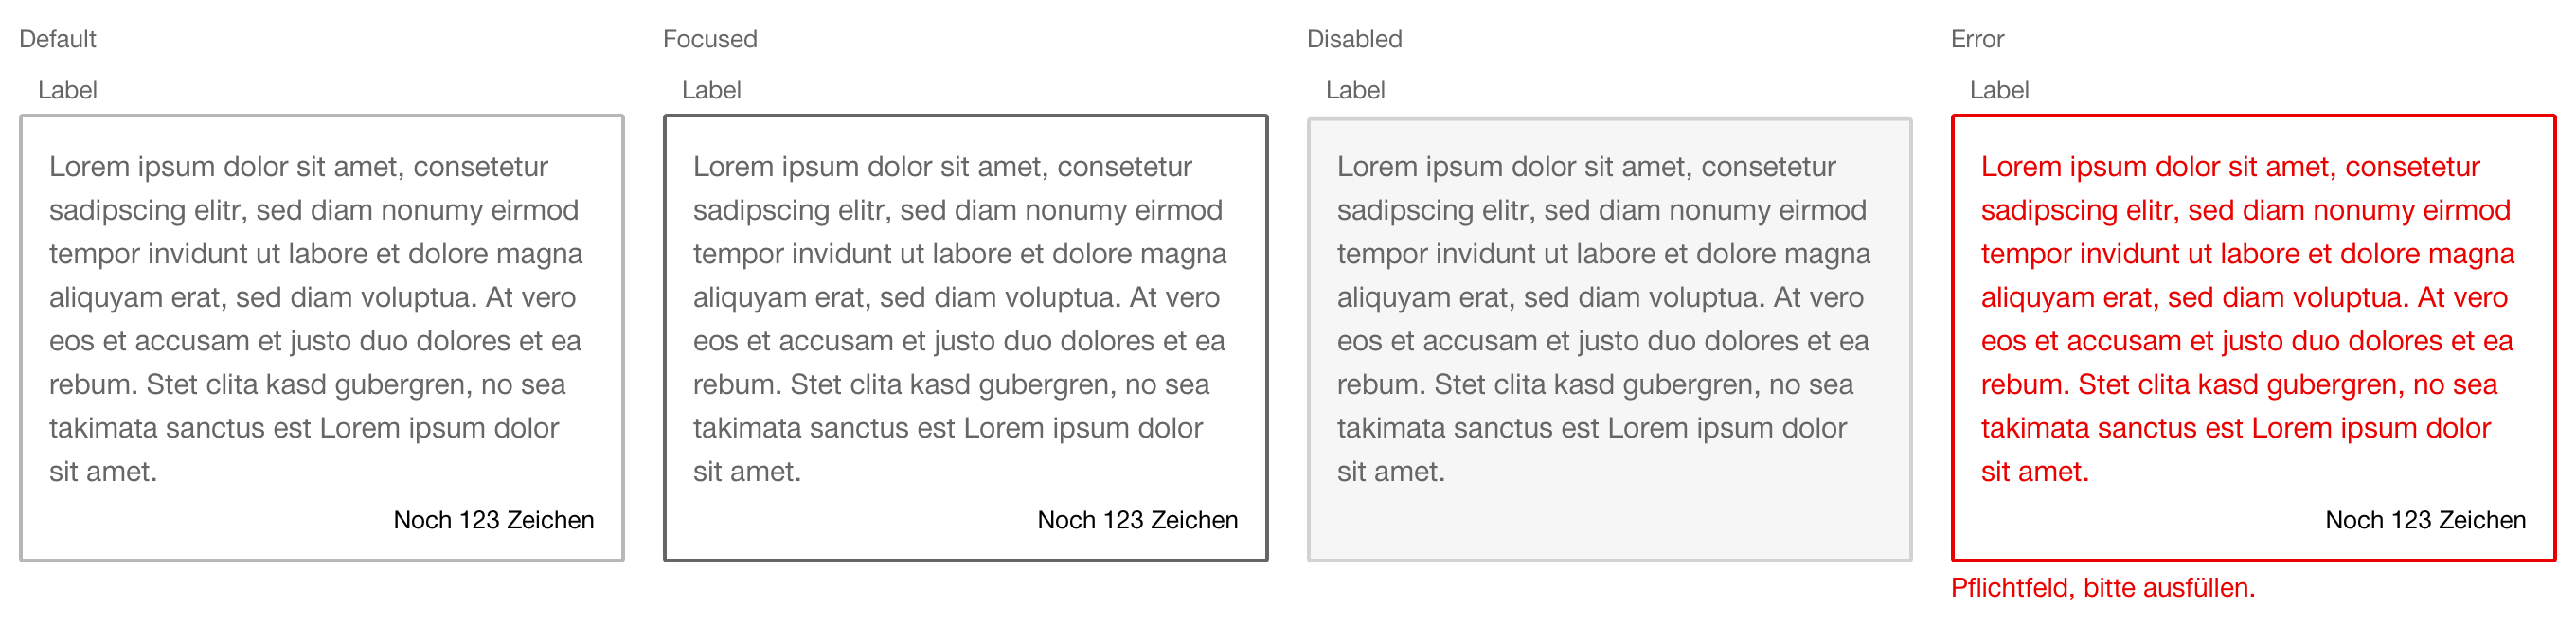 Default
Label
Lorem ipsum dolor sit amet, consetetur
sadipscing elitr, sed diam nonumy eirmod
tempor invidunt ut labore et dolore magna
aliquyam erat, sed diam voluptua. At vero
eos et accusam et justo duo dolores et ea
rebum. Stet clita kasd gubergren, no sea
takimata sanctus est Lorem ipsum dolor
sit amet.
Noch 123 Zeichen
Focused
Label
Lorem ipsum dolor sit amet, consetetur
sadipscing elitr, sed diam nonumy eirmod
tempor invidunt ut labore et dolore magna
aliquyam erat, sed diam voluptua. At vero
eos et accusam et justo duo dolores et ea
rebum. Stet clita kasd gubergren, no sea
takimata sanctus est Lorem ipsum dolor
sit amet.
Noch 123 Zeichen
Disabled
Label
Lorem ipsum dolor sit amet, consetetur
sadipscing elitr, sed diam nonumy eirmod
tempor invidunt ut labore et dolore magna
aliquyam erat, sed diam voluptua. At vero
eos et accusam et justo duo dolores et ea
rebum. Stet clita kasd gubergren, no sea
takimata sanctus est Lorem ipsum dolor
sit amet.
Error
Label
Lorem ipsum dolor sit amet, consetetur
sadipscing elitr, sed diam nonumy eirmod
tempor invidunt ut labore et dolore magna
aliquyam erat, sed diam voluptua. At vero
eos et accusam et justo duo dolores et ea
rebum. Stet clita kasd gubergren, no sea
takimata sanctus est Lorem ipsum dolor
sit amet.
Noch 123 Zeichen
Pflichtfeld, bitte ausfüllen.